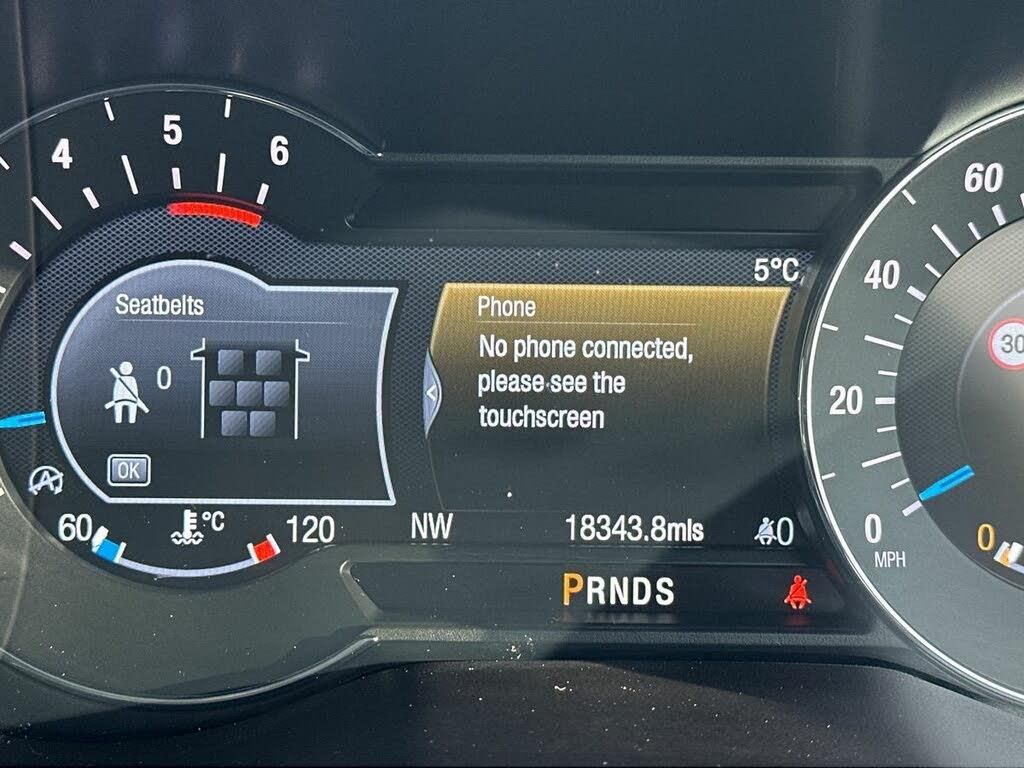 4
5
6
60
5°C
40
Seatbelts
Phone
No phone connected,
please see the
touchscreen
30
0
20
OK
60
°C
120
NW
18343.8mls
0
0
MPH
0
PRNDS